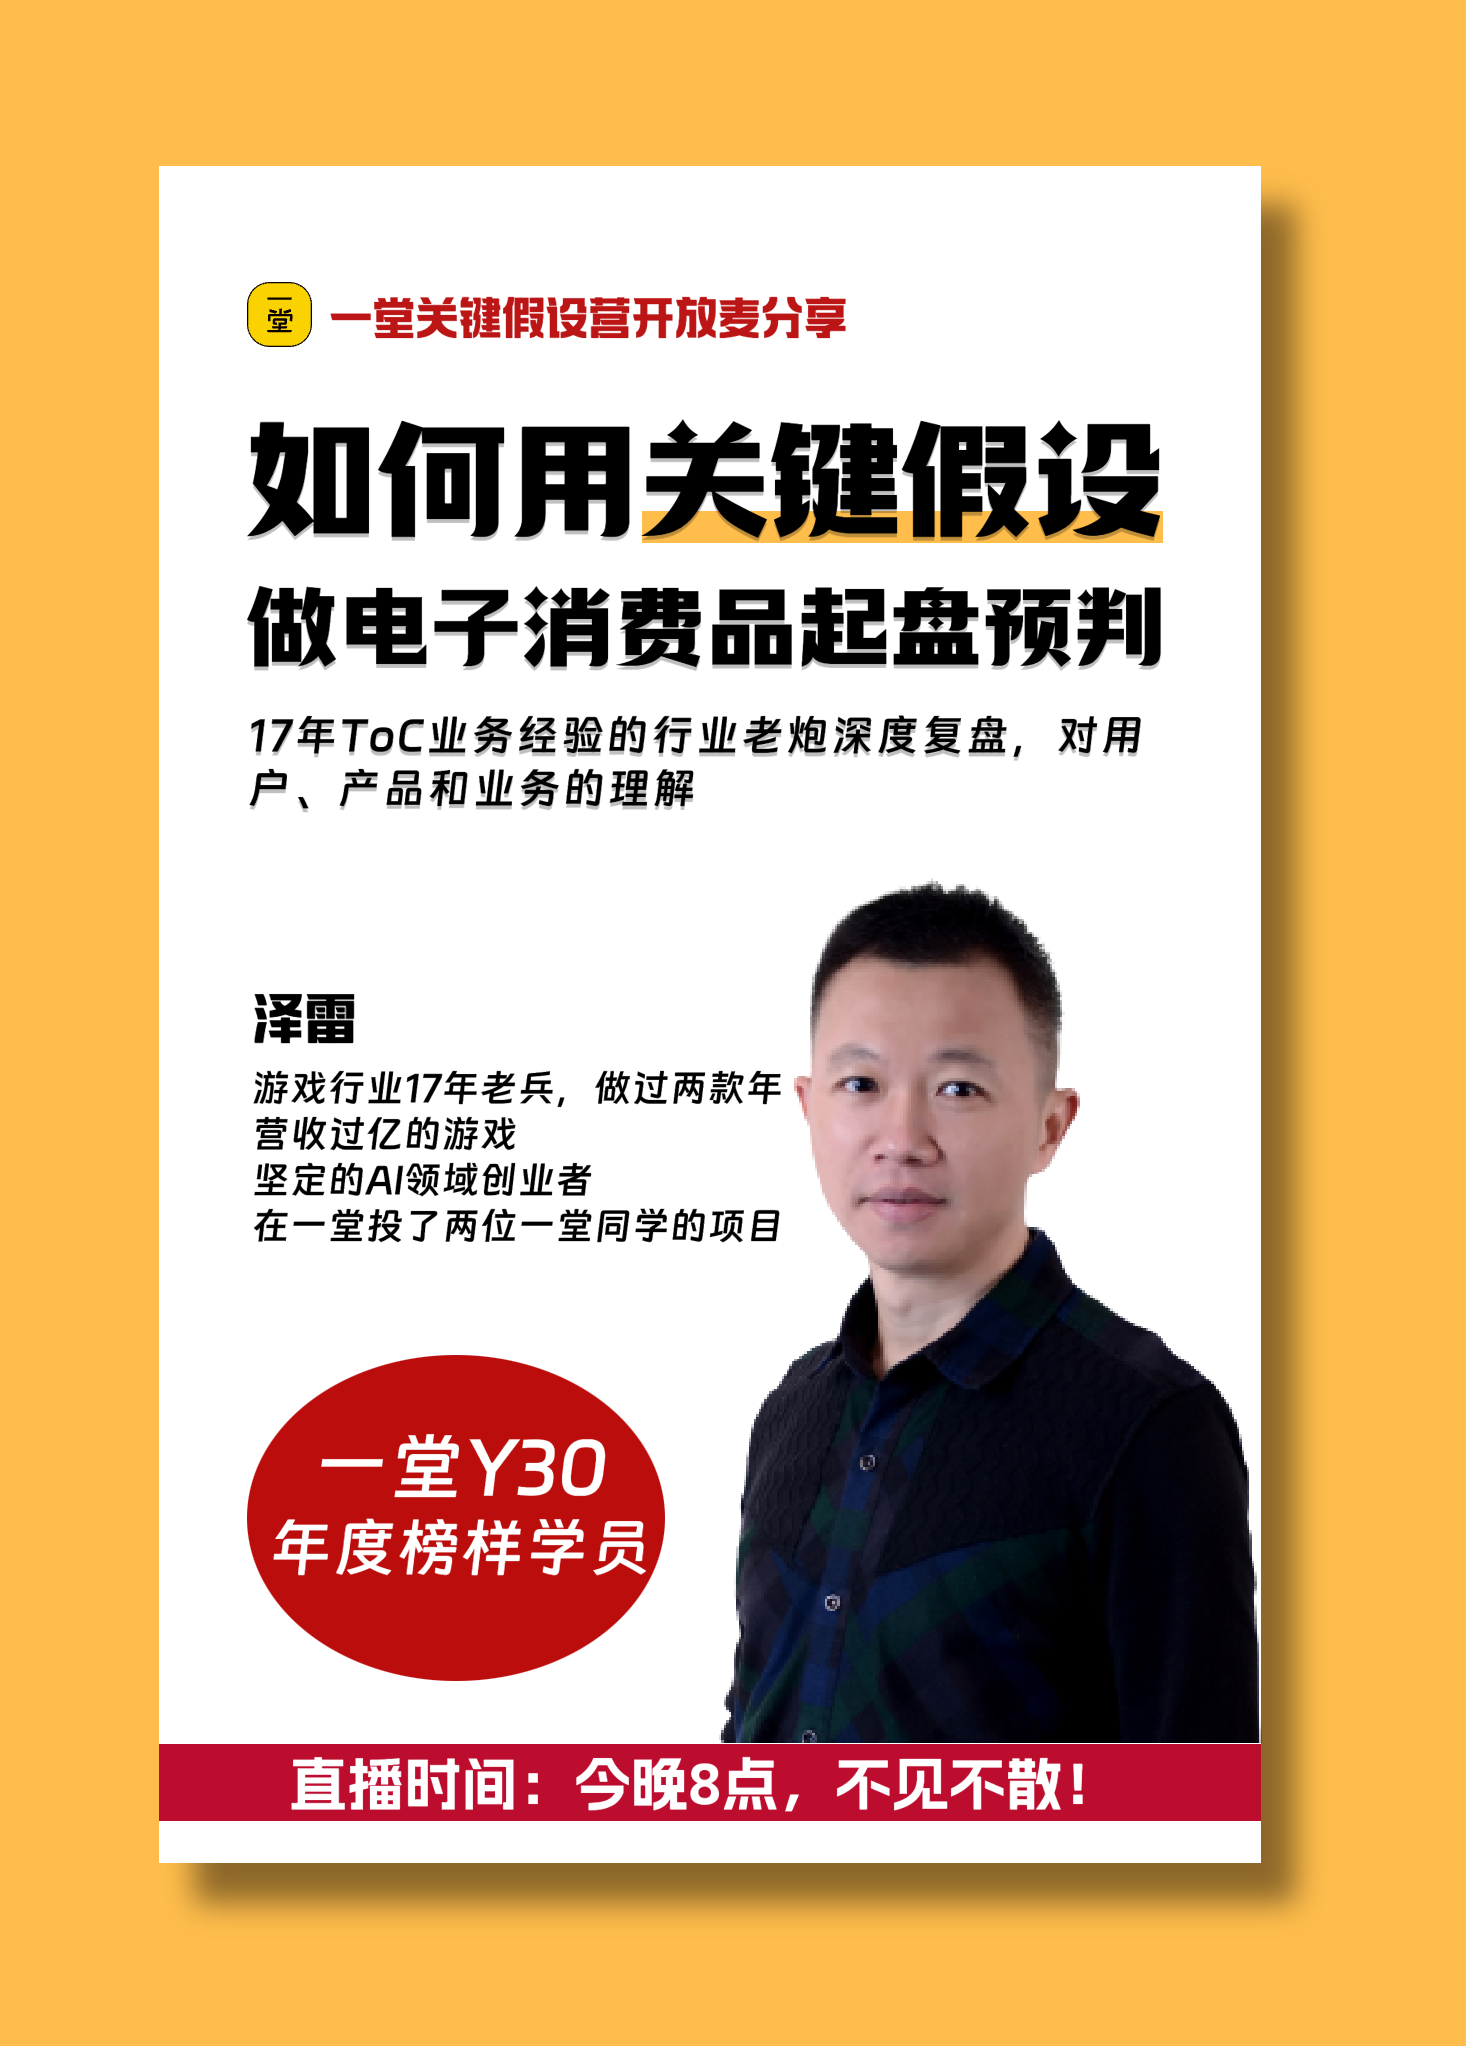 一堂
一堂关键假设营开放麦分享
如何用关键假设
做电子消费品起盘预判
17年ToC业务经验的行业老炮深度复盘，对用
户、产品和业务的理解
泽雷
游戏行业17年老兵，做过两款年
营收过亿的游戏
坚定的AI领域创业者
在一堂投了两位一堂同学的项目
一堂Y30
年度榜样学员
直播时间：今晚8点，不见不散！